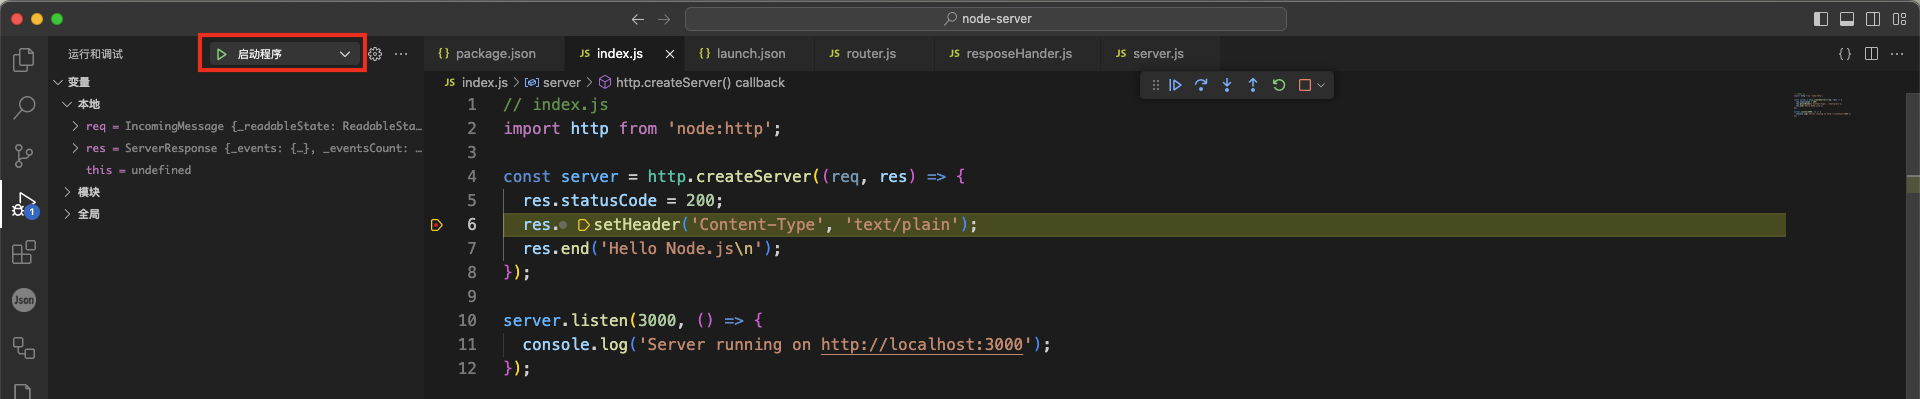 node-server
运行和调试
启动程序
package.json
index.js
launch.json
router.js
resposeHander.js
server.js
index.js > server > http.createServer() callback
变量
本地
req = IncomingMessage {_readableState: ReadableSta…
res = ServerResponse {_events: {…}, _eventsCount: …
this = undefined
模块
全局
1
Json
1 // index.js
2 import http from 'node:http';
3
4 const server = http.createServer((req, res) => {
5 res.statusCode = 200;
6 res.setHeader('Content-Type', 'text/plain');
7 res.end('Hello Node.js\n');
8 });
9
10 server.listen(3000, () => {
11 console.log('Server running on http://localhost:3000');
12 });